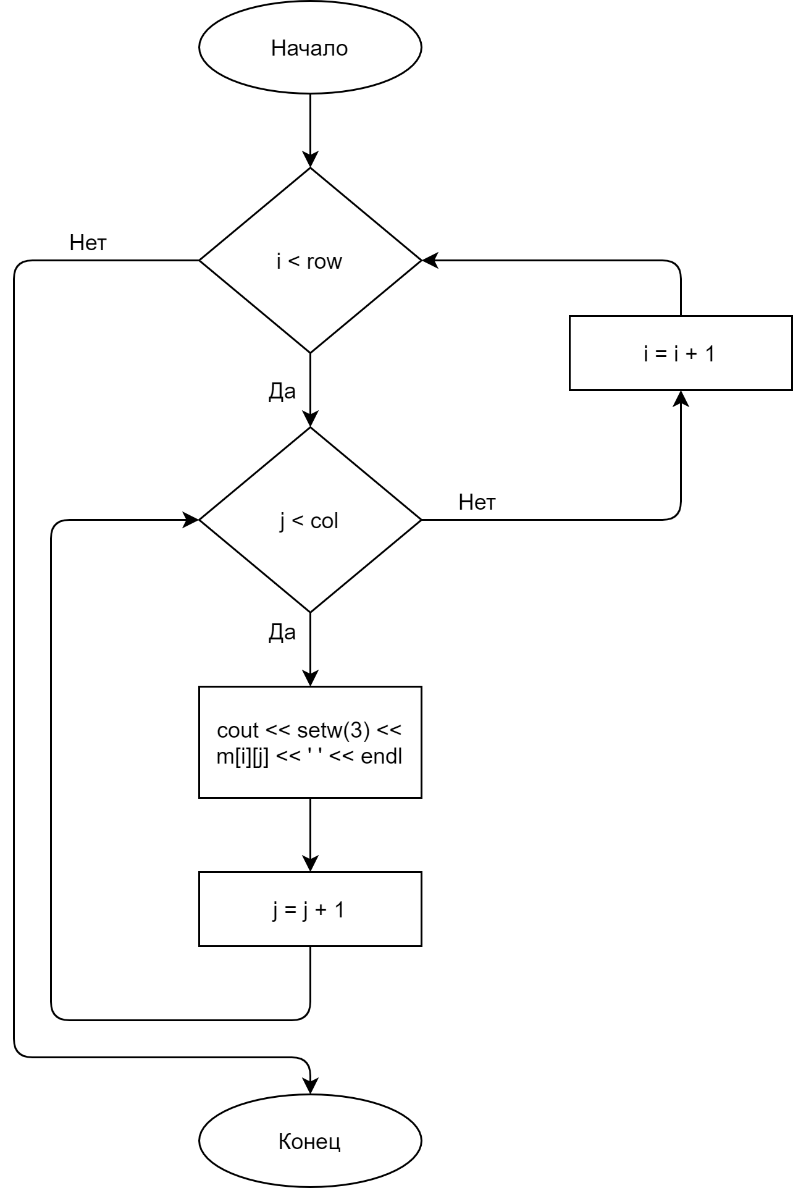 Начало
Нет
i < row
i = i + 1
Да
Нет
j < col
Да
cout << setw(3) <<
m[i][j] << ' ' << endl
j = j + 1
Конец